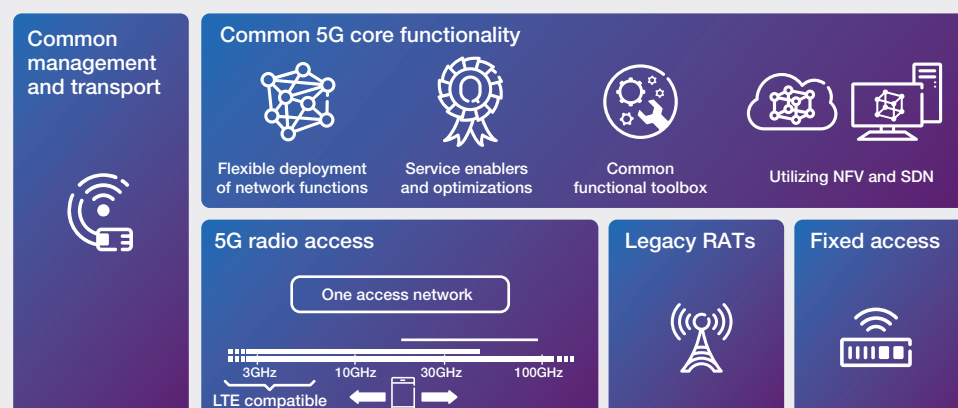 Common
management
and transport
Common 5G core functionality
Flexible deployment
of network functions
Service enablers
and optimizations
Common
functional toolbox
Utilizing NFV and SDN
5G radio access
One access network
3GHz
10GHz
30GHz
100GHz
LTE compatible
Legacy RATs
Fixed access